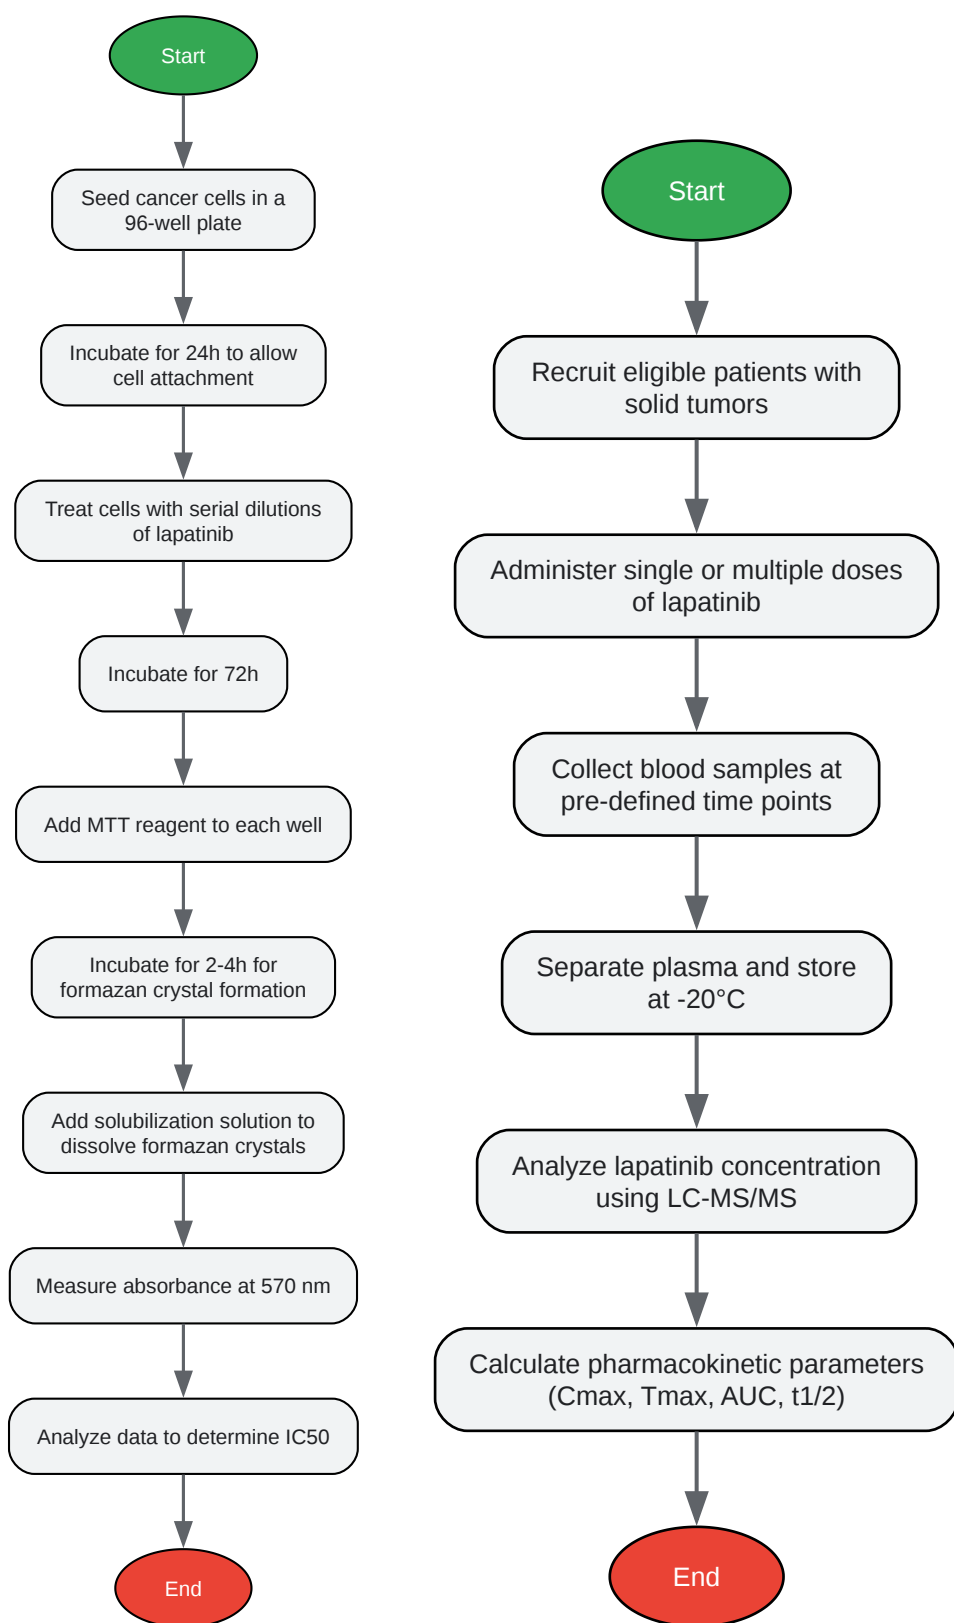 Start
Seed cancer cells in a
96-well plate
Incubate for 24h to allow
cell attachment
Treat cells with serial dilutions
of lapatinib
Incubate for 72h
Add MTT reagent to each well
Incubate for 2-4h for
formazan crystal formation
Add solubilization solution to
dissolve formazan crystals
Measure absorbance at 570 nm
Analyze data to determine IC50
End
Start
Recruit eligible patients with
solid tumors
Administer single or multiple doses
of lapatinib
Collect blood samples at
pre-defined time points
Separate plasma and store
at -20°C
Analyze lapatinib concentration
using LC-MS/MS
Calculate pharmacokinetic parameters
(Cmax, Tmax, AUC, t1/2)
End